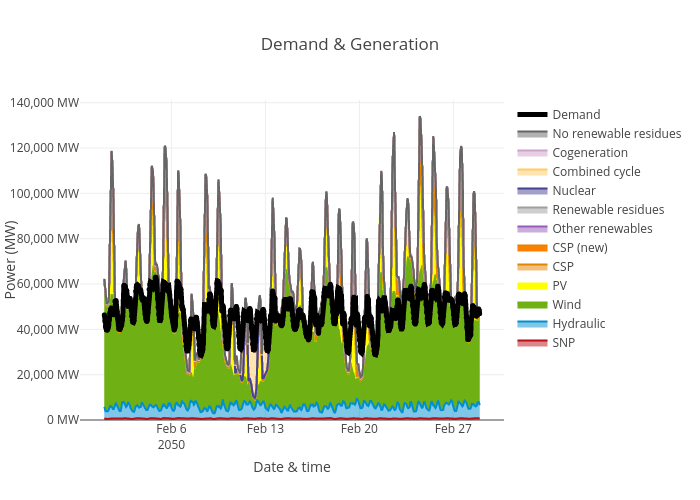 Demand & Generation
140,000 MW
120,000 MW
100,000 MW
80,000 MW
60,000 MW
40,000 MW
20,000 MW
0 MW
Power (MW)
Feb 6
2050
Feb 13
Feb 20
Feb 27
Date & time
Demand
No renewable residues
Cogeneration
Combined cycle
Nuclear
Renewable residues
Other renewables
CSP (new)
CSP
PV
Wind
Hydraulic
SNP